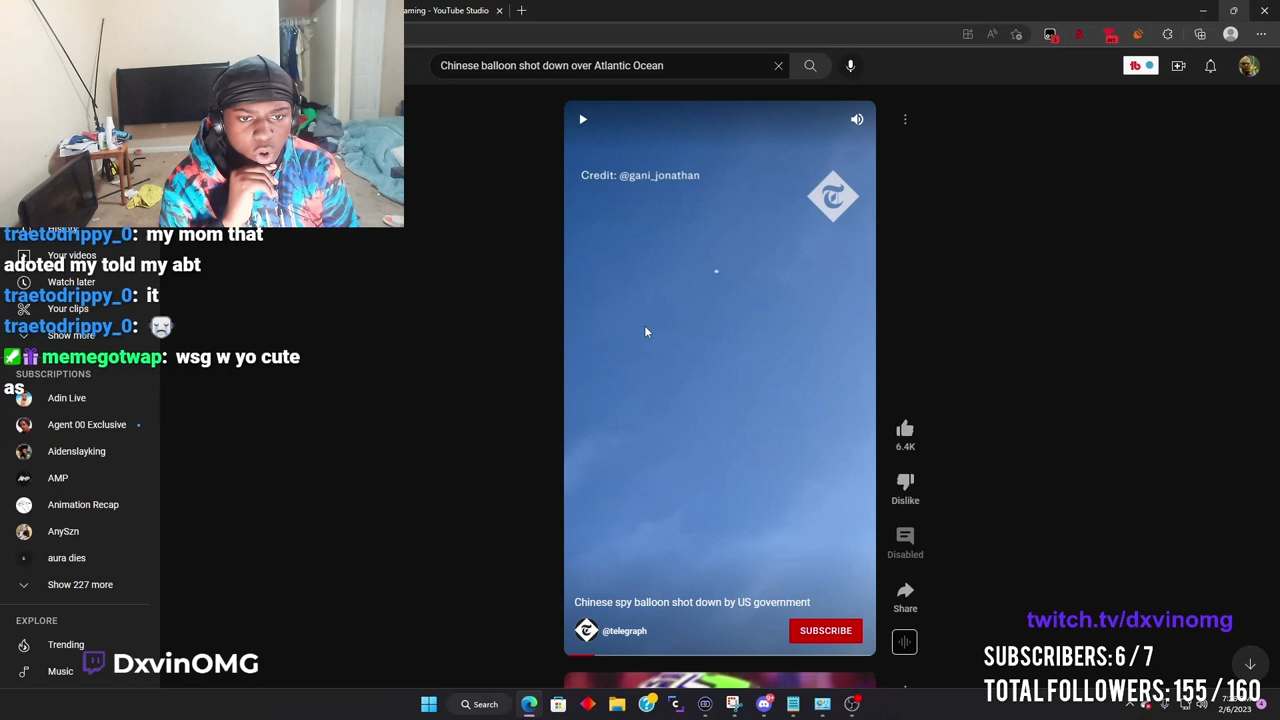 aming - YouTube Studio
Chinese balloon shot down over Atlantic Ocean
Credit: @gani_jonathan
traetodrippy_0: my mom that
adoted my told my abt
traetodrippy_0: it
traetodrippy_0:
memegotwap: wsg w yo cute
as
History
Your videos
Watch later
Your clips
Show more
SUBSCRIPTIONS
Adin Live
Agent 00 Exclusive
Aidenslayking
AMP
Animation Recap
AnySzn
aura dies
Show 227 more
EXPLORE
Trending
Music
DxvinOMG
6.4K
Dislike
Disabled
Share
Chinese spy balloon shot down by US government
@telegraph
SUBSCRIBE
twitch.tv/dxvinomg
SUBSCRIBERS: 6 / 7
TOTAL FOLLOWERS: 155 / 160
Search
2/6/2023